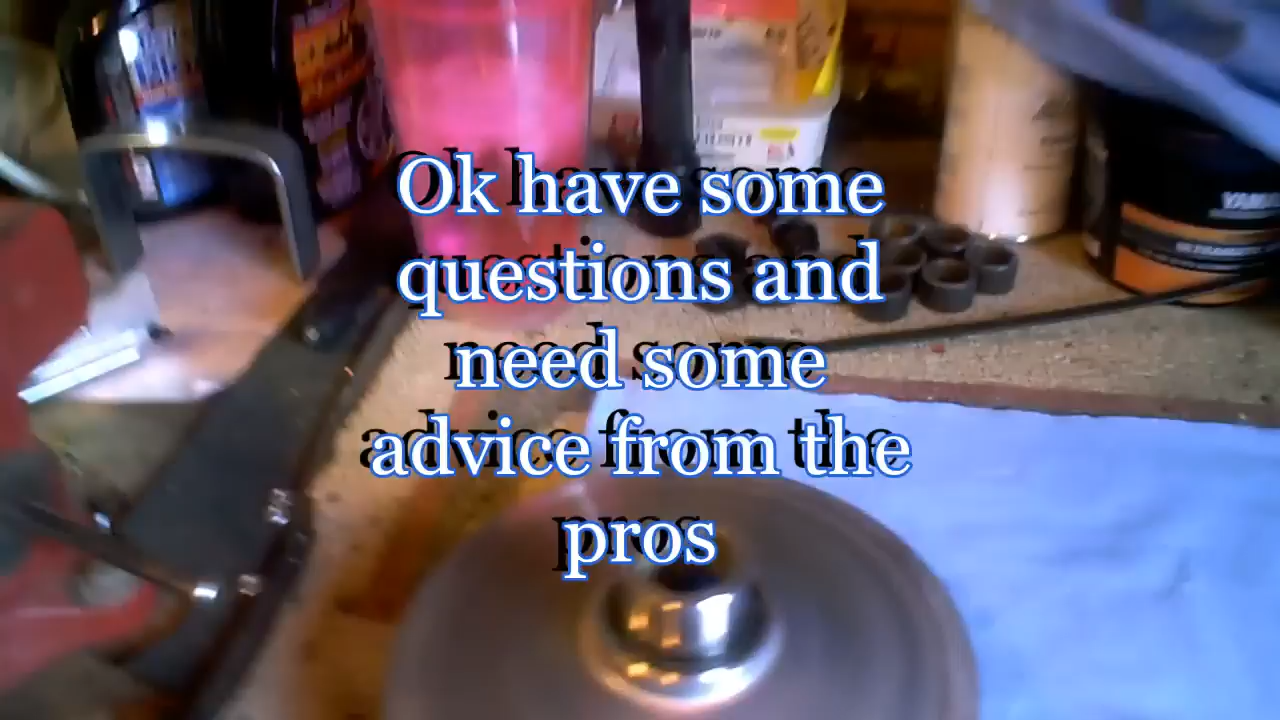 Ok have some
questions and
need some
advice from the
pros